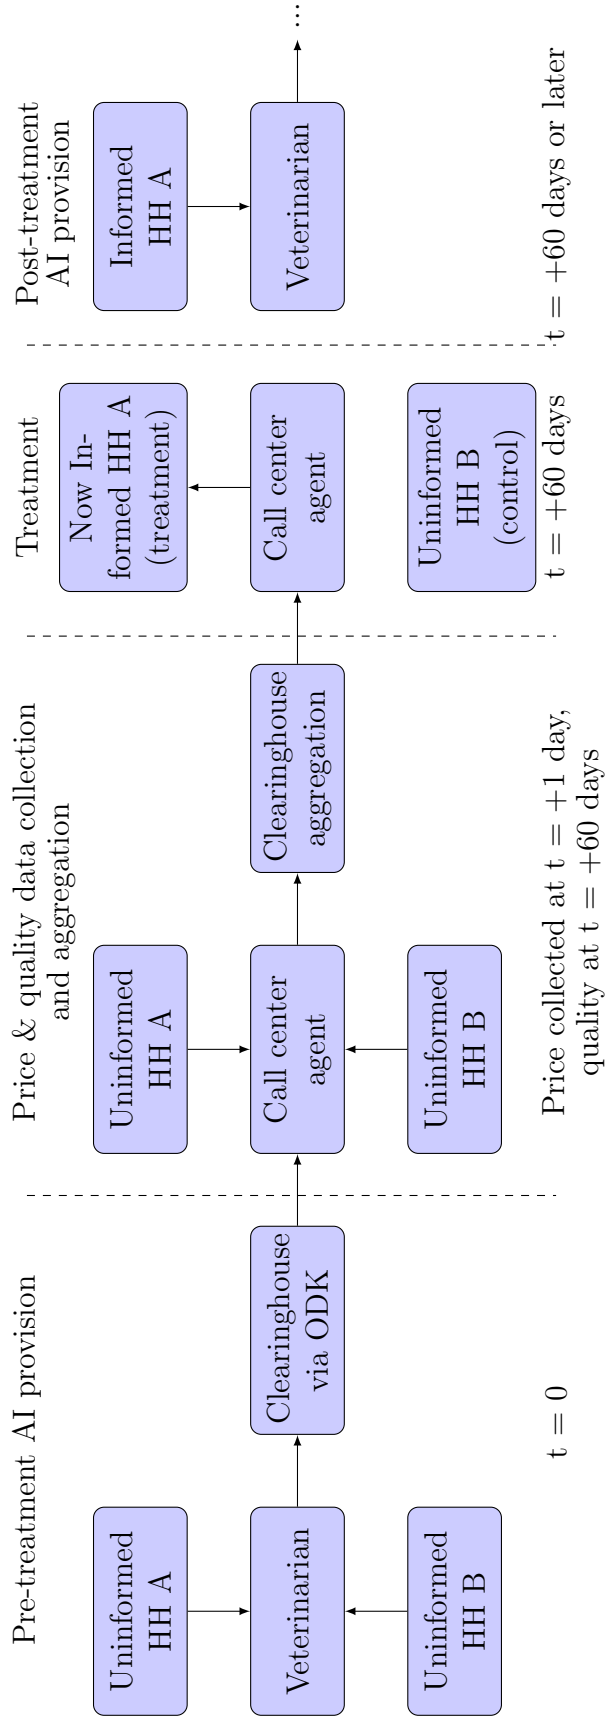 Pre-treatment AI provision
Uninformed
HH A
Veterinarian
Uninformed
HH B
Clearinghouse
via ODK
t = 0
Price & quality data collection
and aggregation
Uninformed
HH A
Call center
agent
Uninformed
HH B
Clearinghouse
aggregation
Price collected at t = +1 day,
quality at t = +60 days
Treatment
Now In-
formed HH A
(treatment)
Call center
agent
Uninformed
HH B
(control)
t = +60 days
Post-treatment
AI provision
Informed
HH A
Veterinarian
...
t = +60 days or later